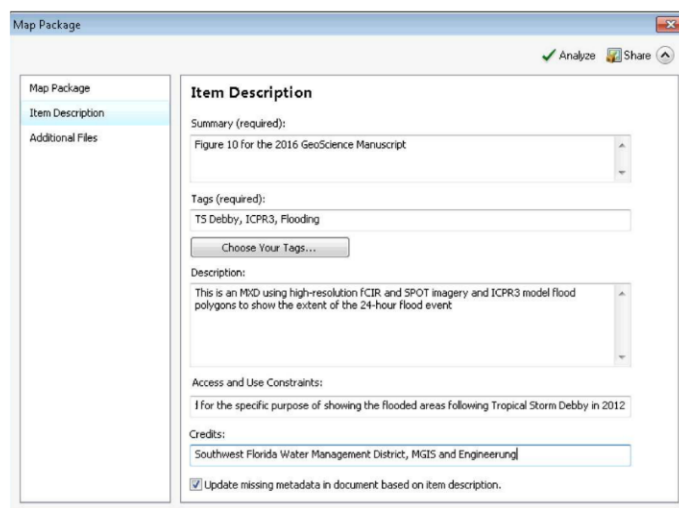 Map Package
Analyze Share
Map Package
Item Description
Additional Files
Item Description
Summary (required):
Figure 10 for the 2016 GeoScience Manuscript
Tags (required):
TS Debby, ICPR3, Flooding
Choose Your Tags...
Description:
This is an MXD using high-resolution fCIR and SPOT imagery and ICPR3 model flood
polygons to show the extent of the 24-hour flood event
Access and Use Constraints:
for the specific purpose of showing the flooded areas following Tropical Storm Debby in 2012
Credits:
Southwest Florida Water Management District, MGIS and Engineerung
Update missing metadata in document based on item description.